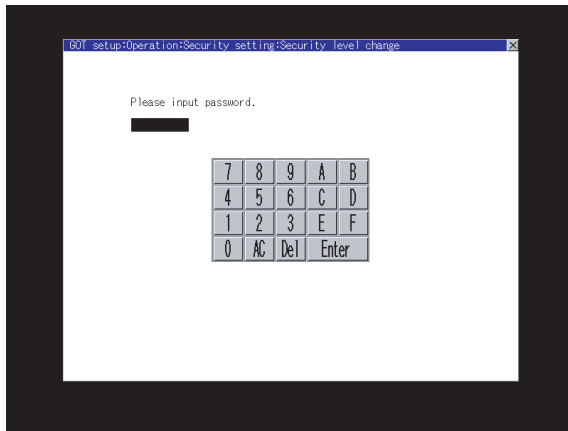 GOT setup:Operation:Security setting:Security level change
Please input password.
7 8 9 A B
4 5 6 C D
1 2 3 E F
0 AC Del Enter